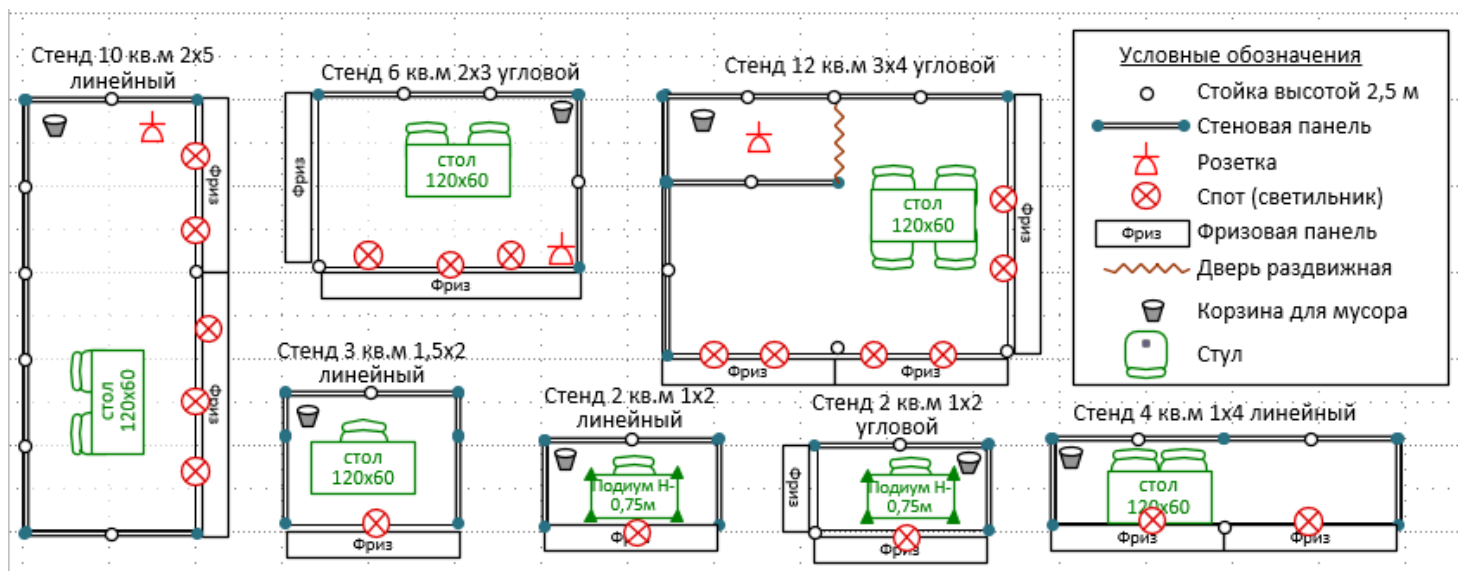 Стенд 10 кв.м 2х5
линейный
Фриз
стол
120х60
Фриз
Стенд 6 кв.м 2х3 угловой
Фриз
стол
120х60
Фриз
Стенд 12 кв.м 3х4 угловой
стол
120х60
Фриз
Фриз
Фриз
Условные обозначения
Стойка высотой 2,5 м
Стеновая панель
Розетка
Спот (светильник)
Фриз
Фризовая панель
Дверь раздвижная
Корзина для мусора
Стул
Стенд 3 кв.м 1,5х2
линейный
стол
120х60
Фриз
Стенд 2 кв.м 1х2
линейный
Подиум Н-
0,75м
Фриз
Стенд 2 кв.м 1х2
угловой
Фриз
Подиум Н-
0,75м
Фриз
Стенд 4 кв.м 1х4 линейный
стол
120х60
Фриз
Фриз